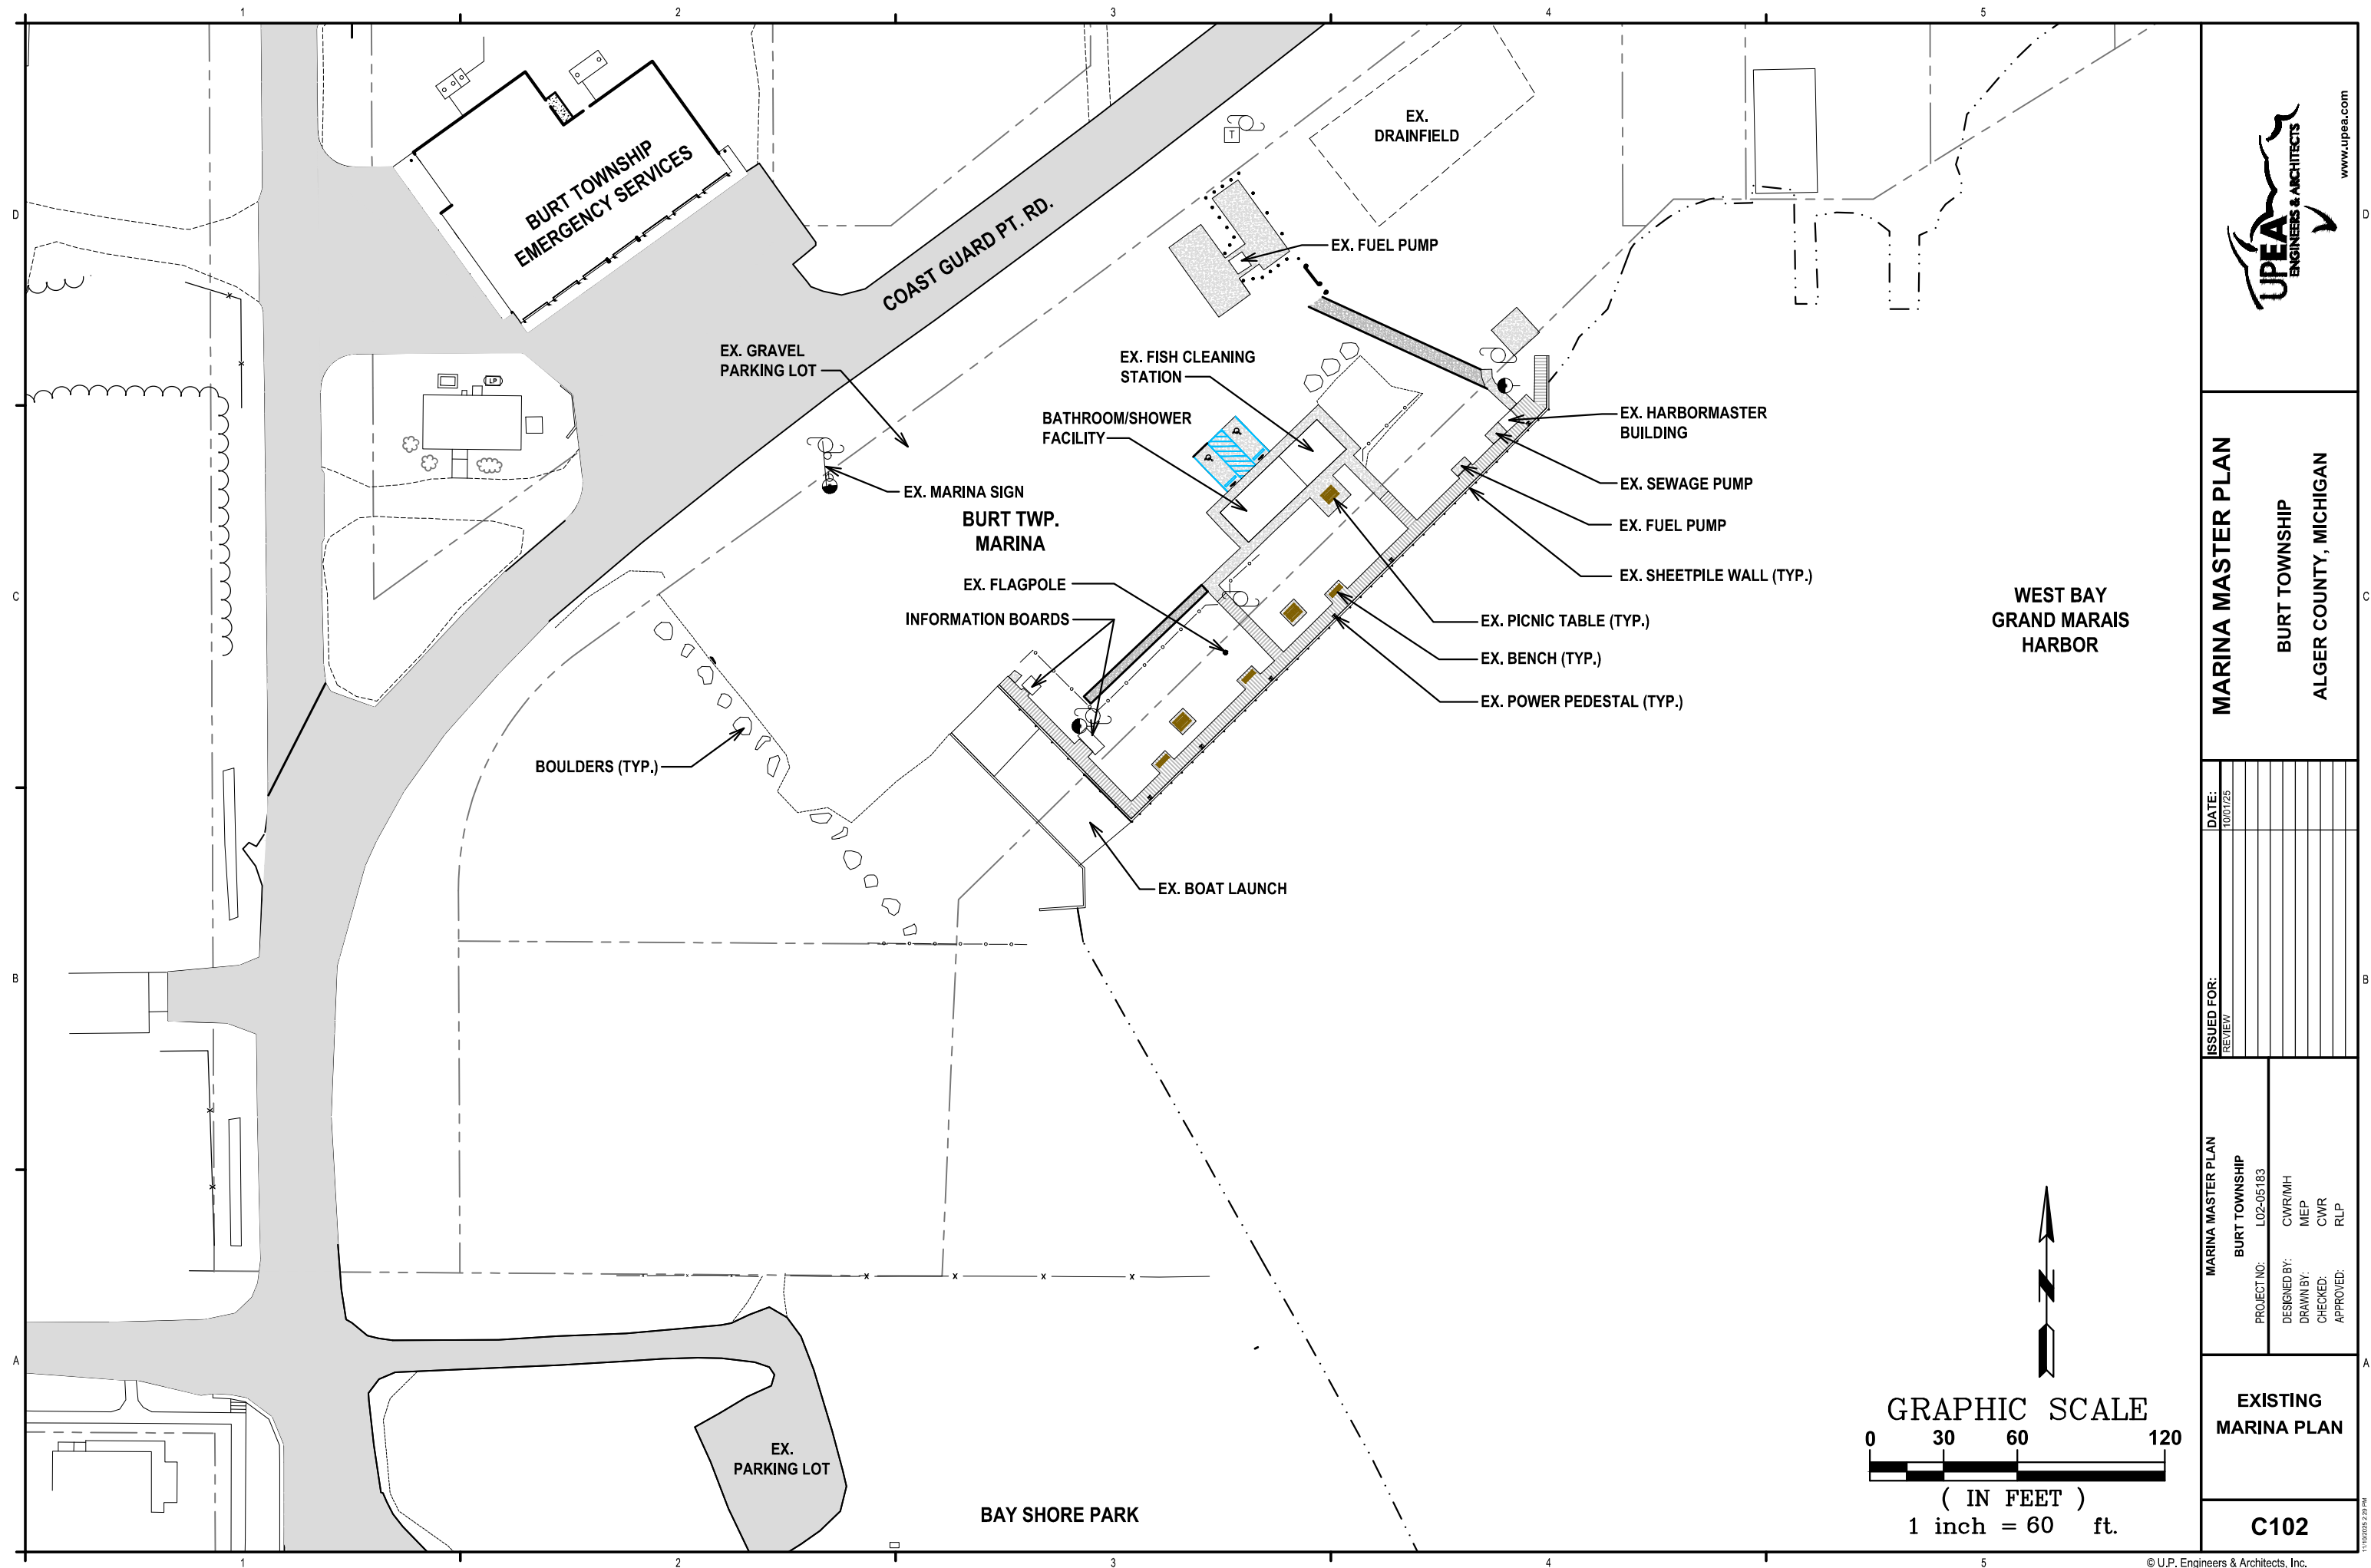 1
2
3
4
5
D
C
B
A
BURT TOWNSHIP
EMERGENCY SERVICES
COAST GUARD PT. RD.
EX.
DRAINFIELD
T
EX. FUEL PUMP
EX. GRAVEL
PARKING LOT
LP
EX. FISH CLEANING
STATION
BATHROOM/SHOWER
FACILITY
EX. HARBORMASTER
BUILDING
EX. SEWAGE PUMP
EX. FUEL PUMP
EX. SHEETPILE WALL (TYP.)
EX. MARINA SIGN
BURT TWP.
MARINA
EX. FLAGPOLE
INFORMATION BOARDS
EX. PICNIC TABLE (TYP.)
EX. BENCH (TYP.)
EX. POWER PEDESTAL (TYP.)
WEST BAY
GRAND MARAIS
HARBOR
BOULDERS (TYP.)
EX. BOAT LAUNCH
EX.
PARKING LOT
BAY SHORE PARK
N
GRAPHIC SCALE
0 30 60 120
( IN FEET )
1 inch = 60 ft.
UPEA
ENGINEERS & ARCHITECTS
www.upea.com
MARINA MASTER PLAN
BURT TOWNSHIP
ALGER COUNTY, MICHIGAN
ISSUED FOR: DATE:
REVIEW 10/01/25
MARINA MASTER PLAN
BURT TOWNSHIP
PROJECT NO: L02-05183
DESIGNED BY: CWR/MH
DRAWN BY: MEP
CHECKED: CWR
APPROVED: RLP
EXISTING
MARINA PLAN
C102
D
C
B
A
1
2
3
4
5
© U.P. Engineers & Architects, Inc.